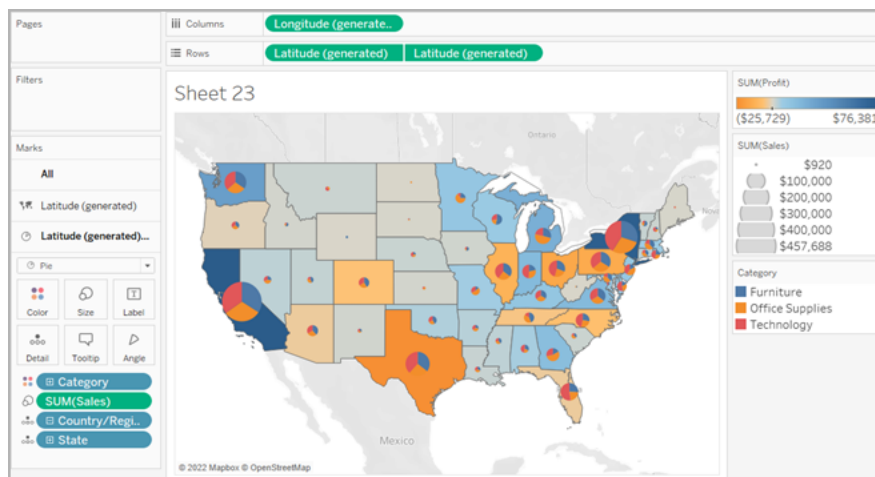 Pages
Columns
Longitude (generate..
Rows
Latitude (generated)
Latitude (generated)
Filters
Marks
All
Latitude (generated)
Latitude (generated)...
Pie
Color
Size
Label
Detail
Tooltip
Angle
Category
SUM(Sales)
Country/Regi..
State
Sheet 23
Ontario
Nova
Mexico
© 2022 Mapbox © OpenStreetMap
SUM(Profit)
($25,729)
$76,381
SUM(Sales)
$920
$100,000
$200,000
$300,000
$400,000
$457,688
Category
Furniture
Office Supplies
Technology